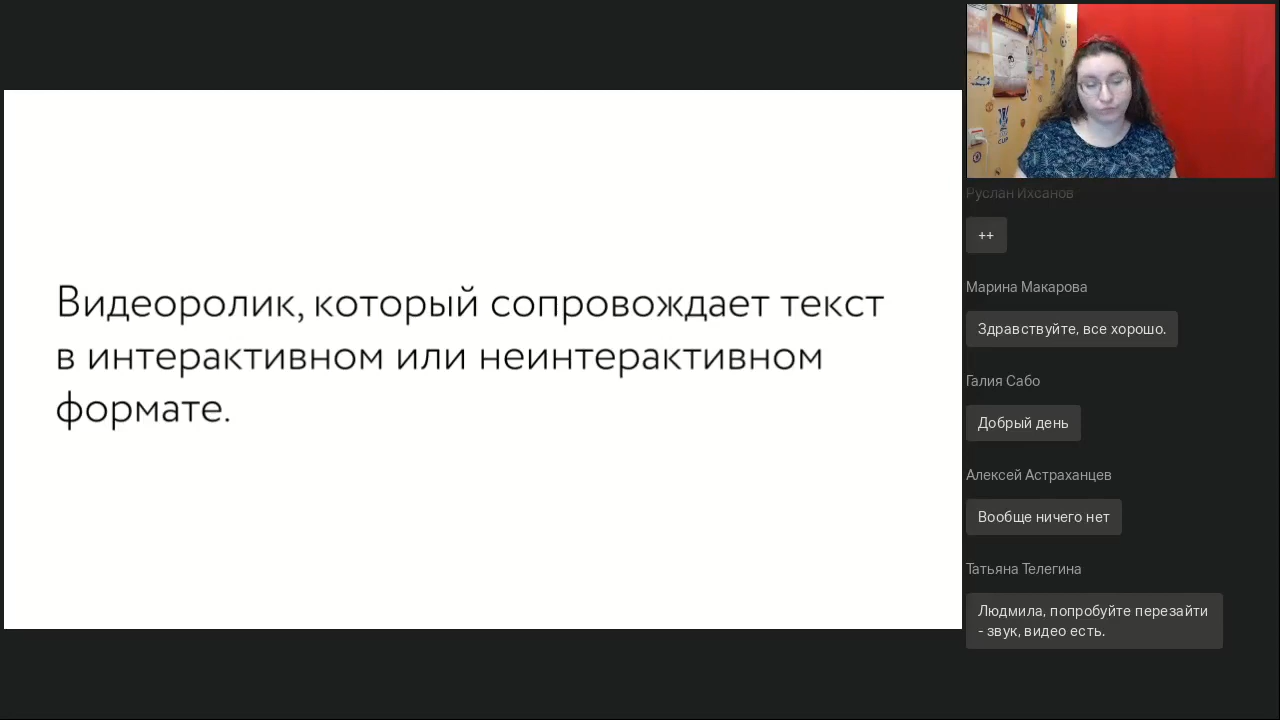 Видеоролик, который сопровождает текст
в интерактивном или неинтерактивном
формате.
CUP
Руслан Ихсанов
++
Марина Макарова
Здравствуйте, все хорошо.
Галия Сабо
Добрый день
Алексей Астраханцев
Вообще ничего нет
Татьяна Телегина
Людмила, попробуйте перезайти
- звук, видео есть.